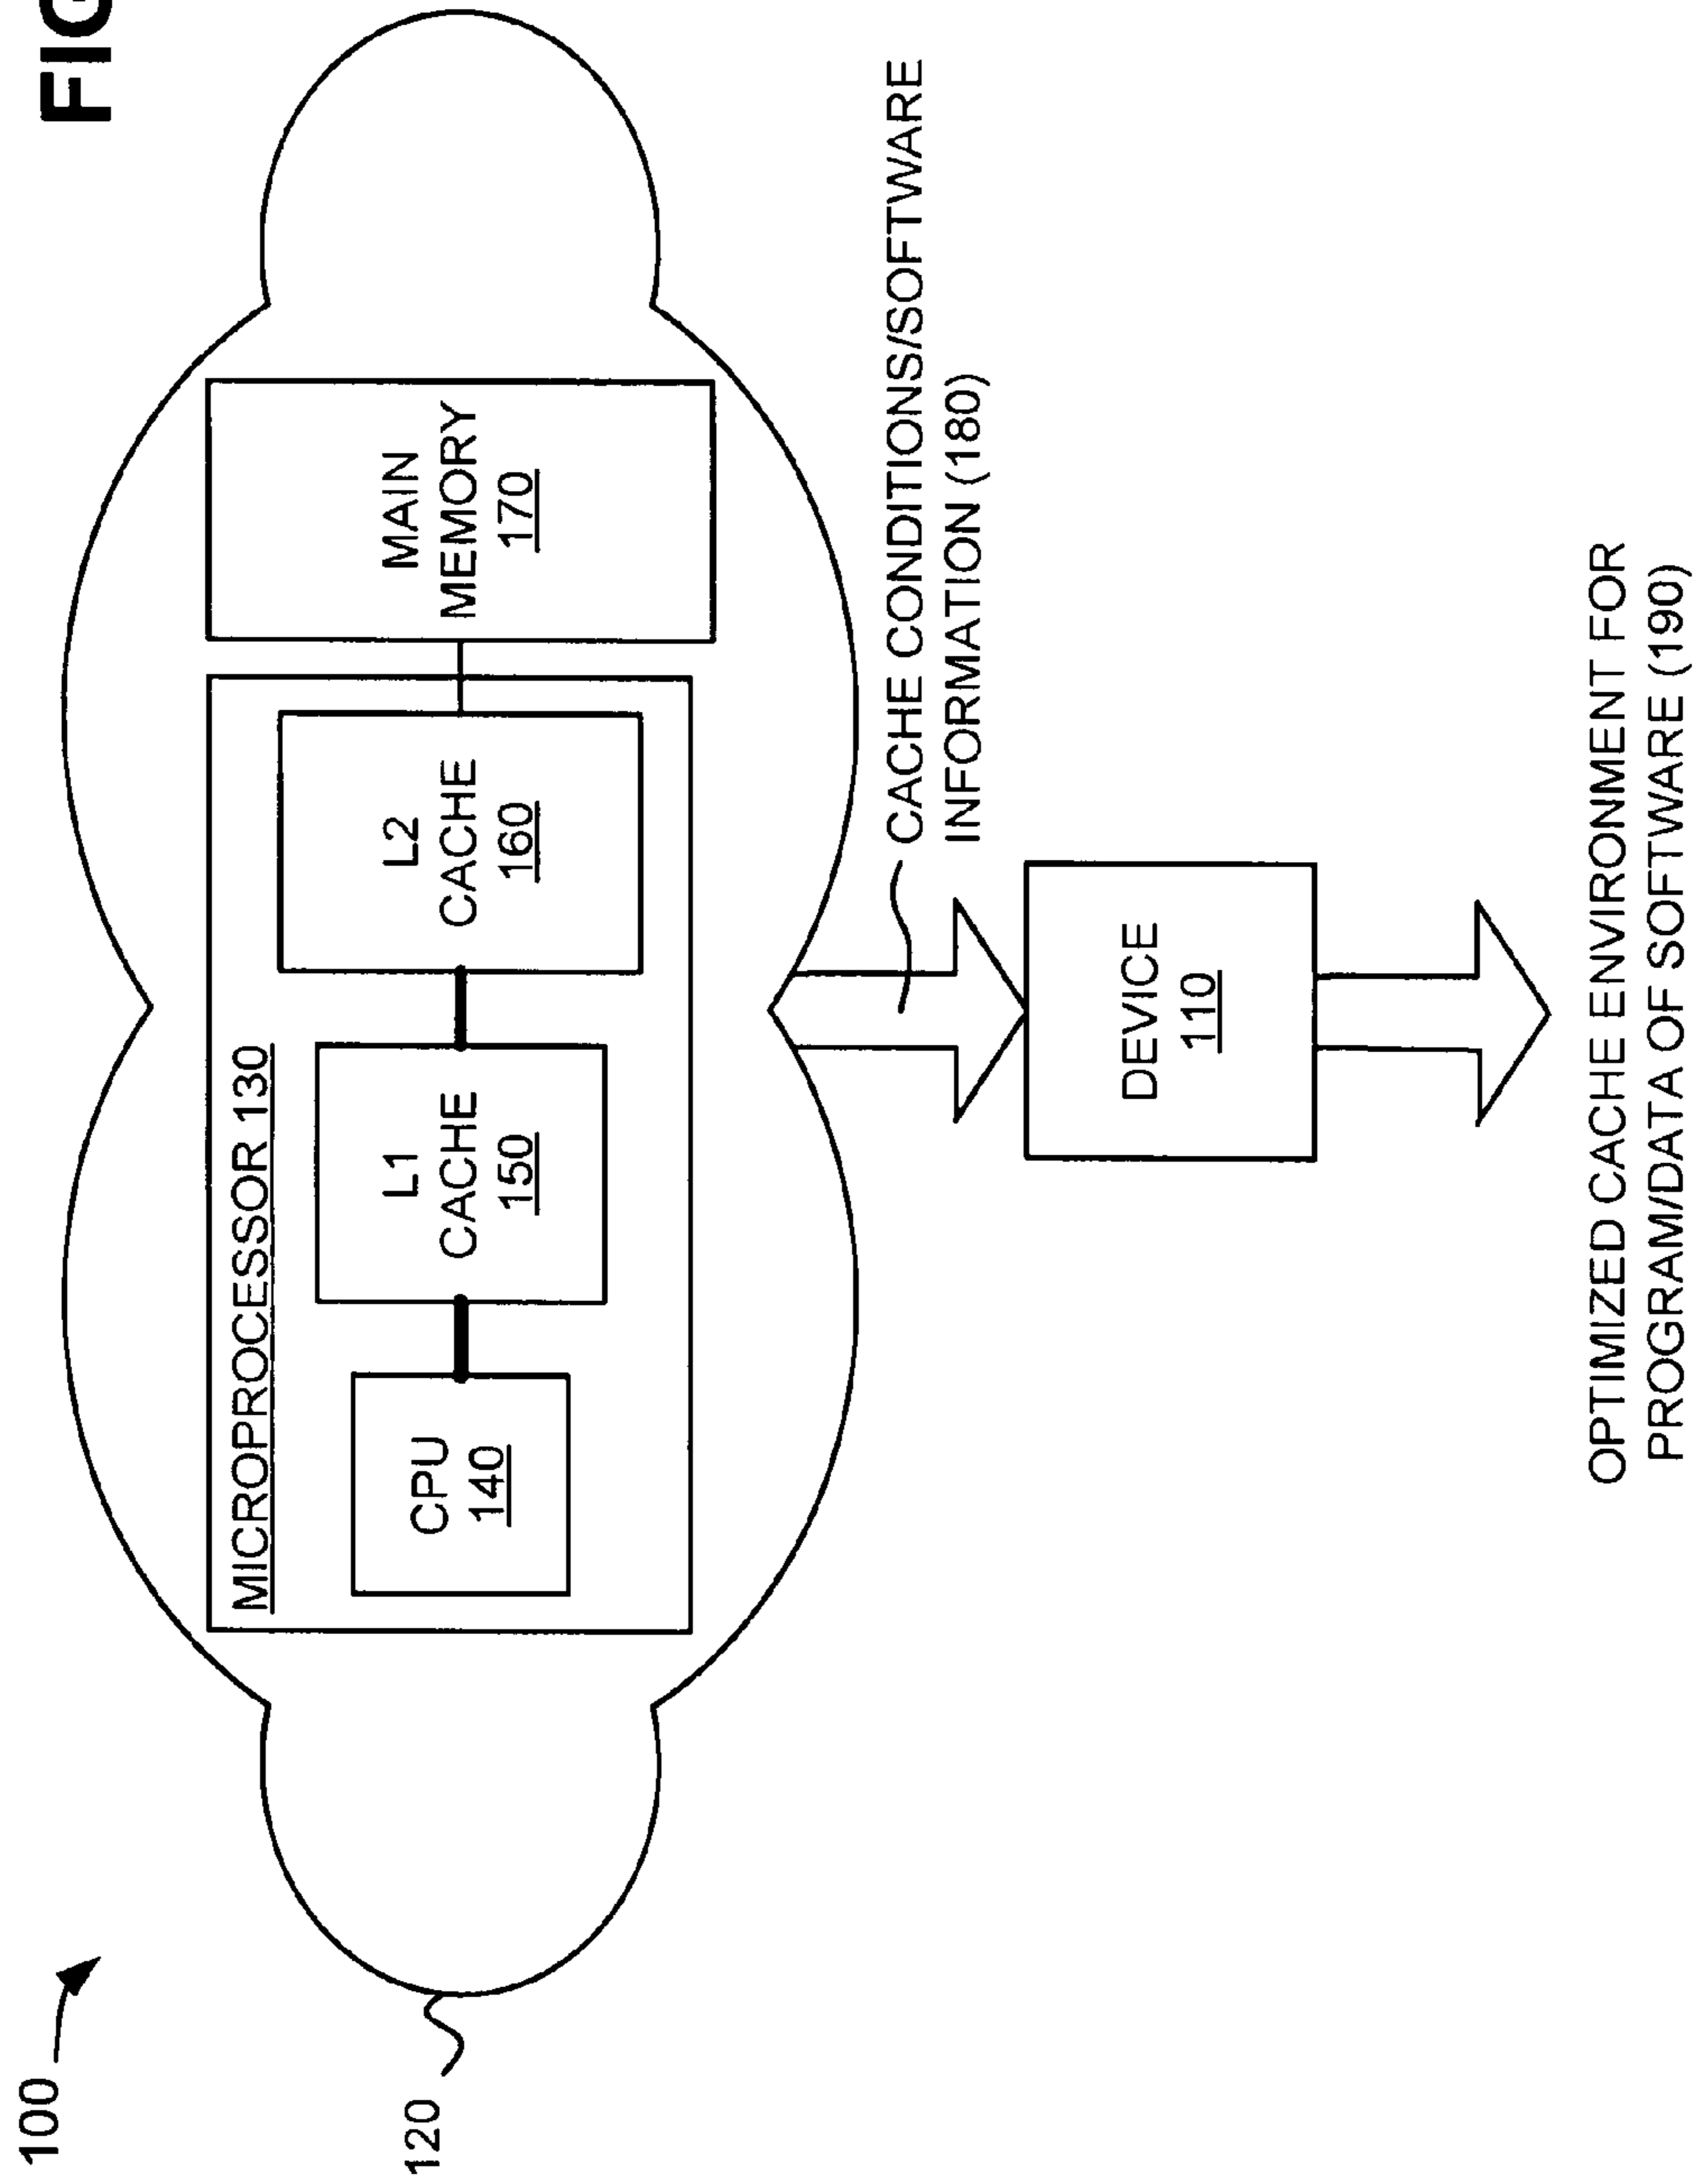 FIG
100
120
MICROPROCESSOR 130
CPU
140
L1
CACHE
150
L2
CACHE
160
MAIN
MEMORY
170
CACHE CONDITIONS/SOFTWARE
INFORMATION (180)
DEVICE
110
OPTIMIZED CACHE ENVIRONMENT FOR
PROGRAM/DATA OF SOFTWARE (190)